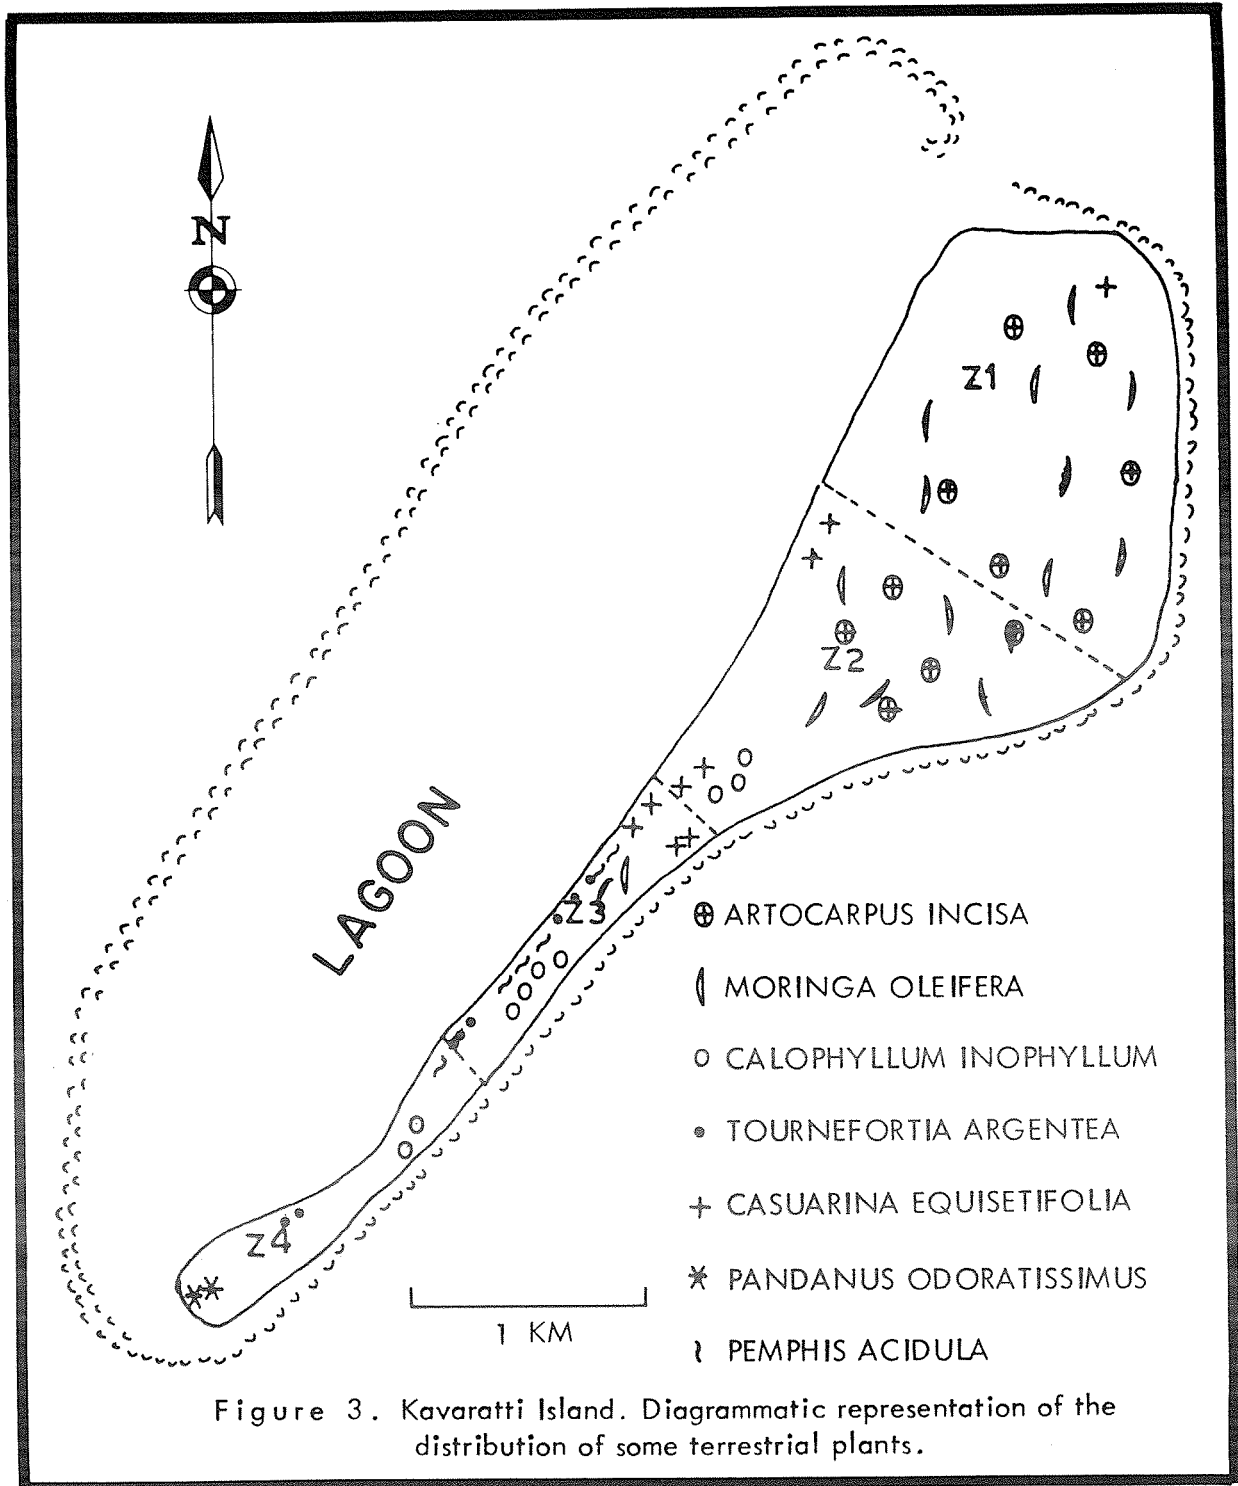 N
Z1
Z2
LAGOON
Z3
Z4
ARTOCARPUS INCISA
MORINGA OLEIFERA
CALOPHYLLUM INOPHYLLUM
TOURNEFORTIA ARGENTEA
CASUARINA EQUISETIFOLIA
PANDANUS ODORATISSIMUS
PEMPHIS ACIDULA
1 KM
Figure 3. Kavaratti Island. Diagrammatic representation of the
distribution of some terrestrial plants.